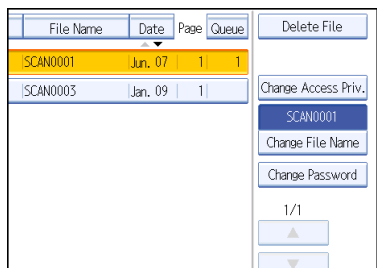 File Name Date Page Queue Delete File
SCAN0001 Jun. 07 1 1
SCAN0003 Jan. 09 1 Change Access Priv.
SCAN0001
Change File Name
Change Password
1/1